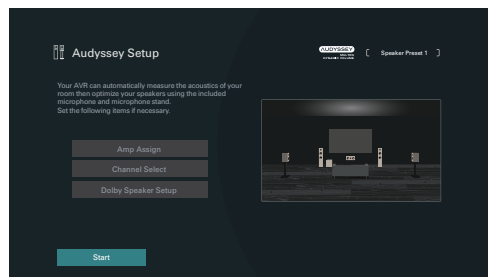 Audyssey Setup
AUDYSSEY
Speaker Preset 1
Your AVR can automatically measure the acoustics of your
room then optimize your speakers using the included
microphone and microphone stand.
Set the following items if necessary.
Amp Assign
Channel Select
Dolby Speaker Setup
Start